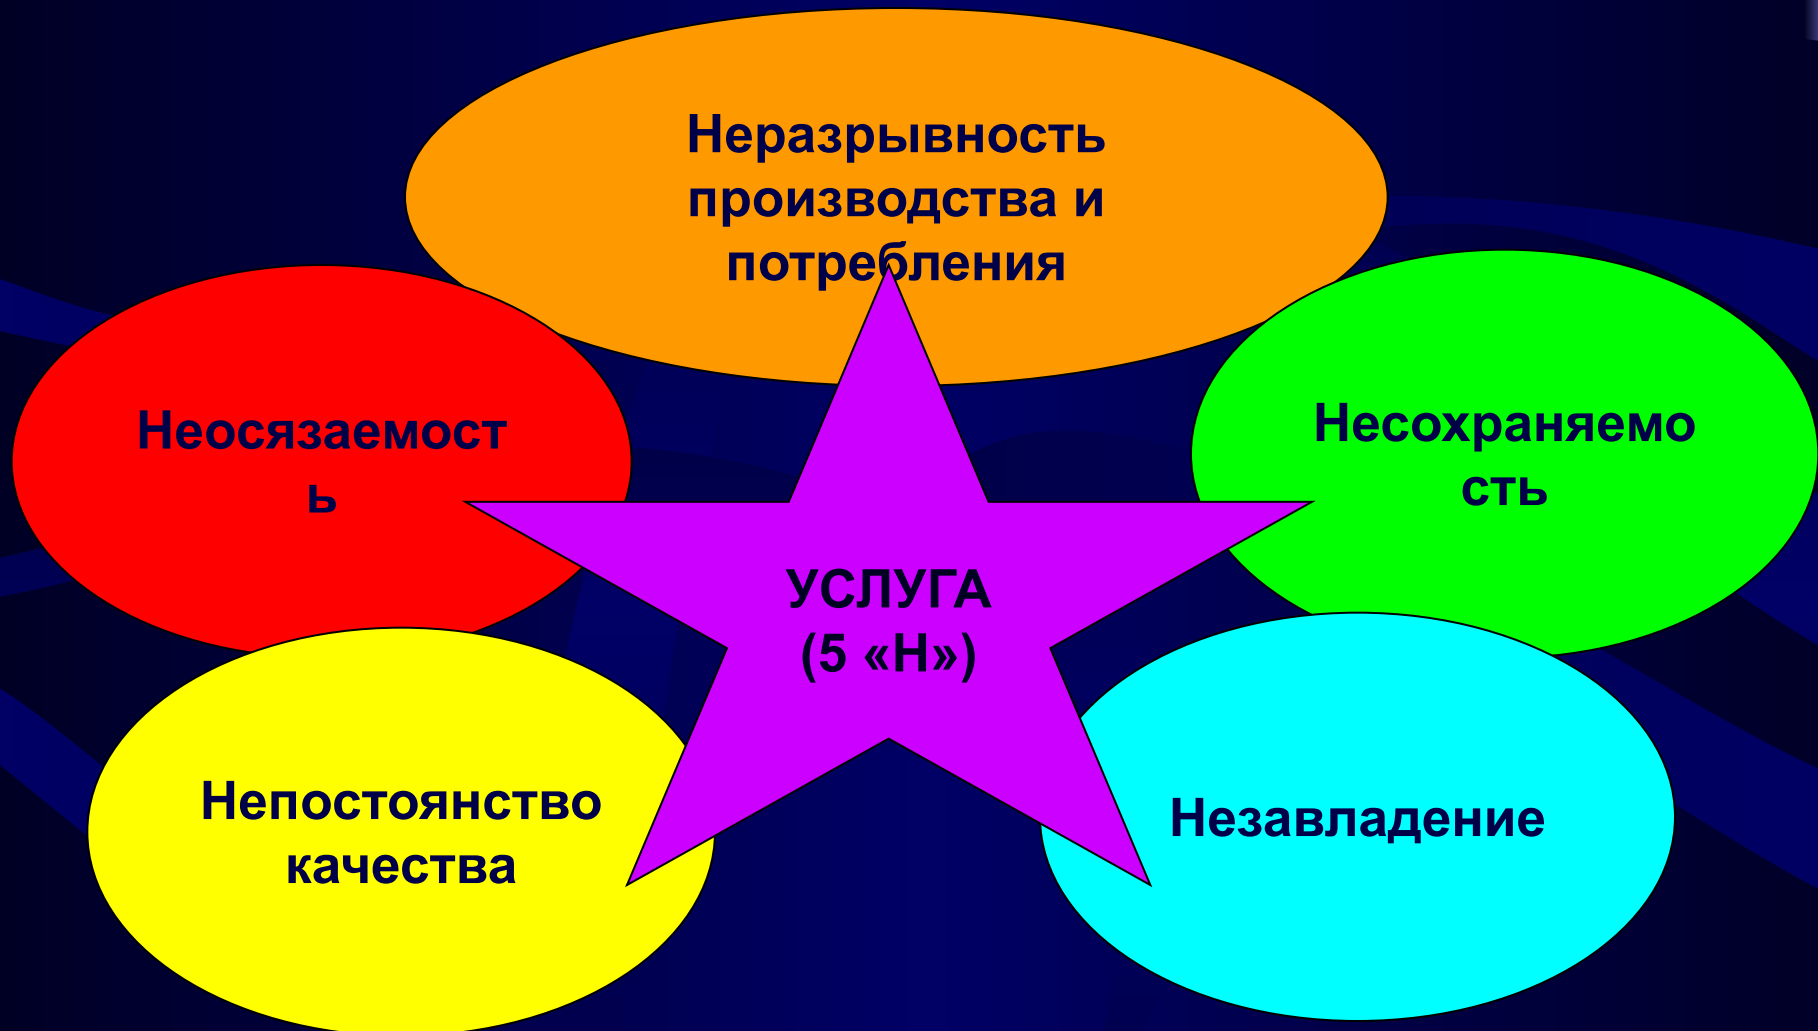 Неразрывность
производства и
потребления
Неосязаемост
ь
Несохраняемо
сть
УСЛУГА
(5 «Н»)
Непостоянство
качества
Незавладение